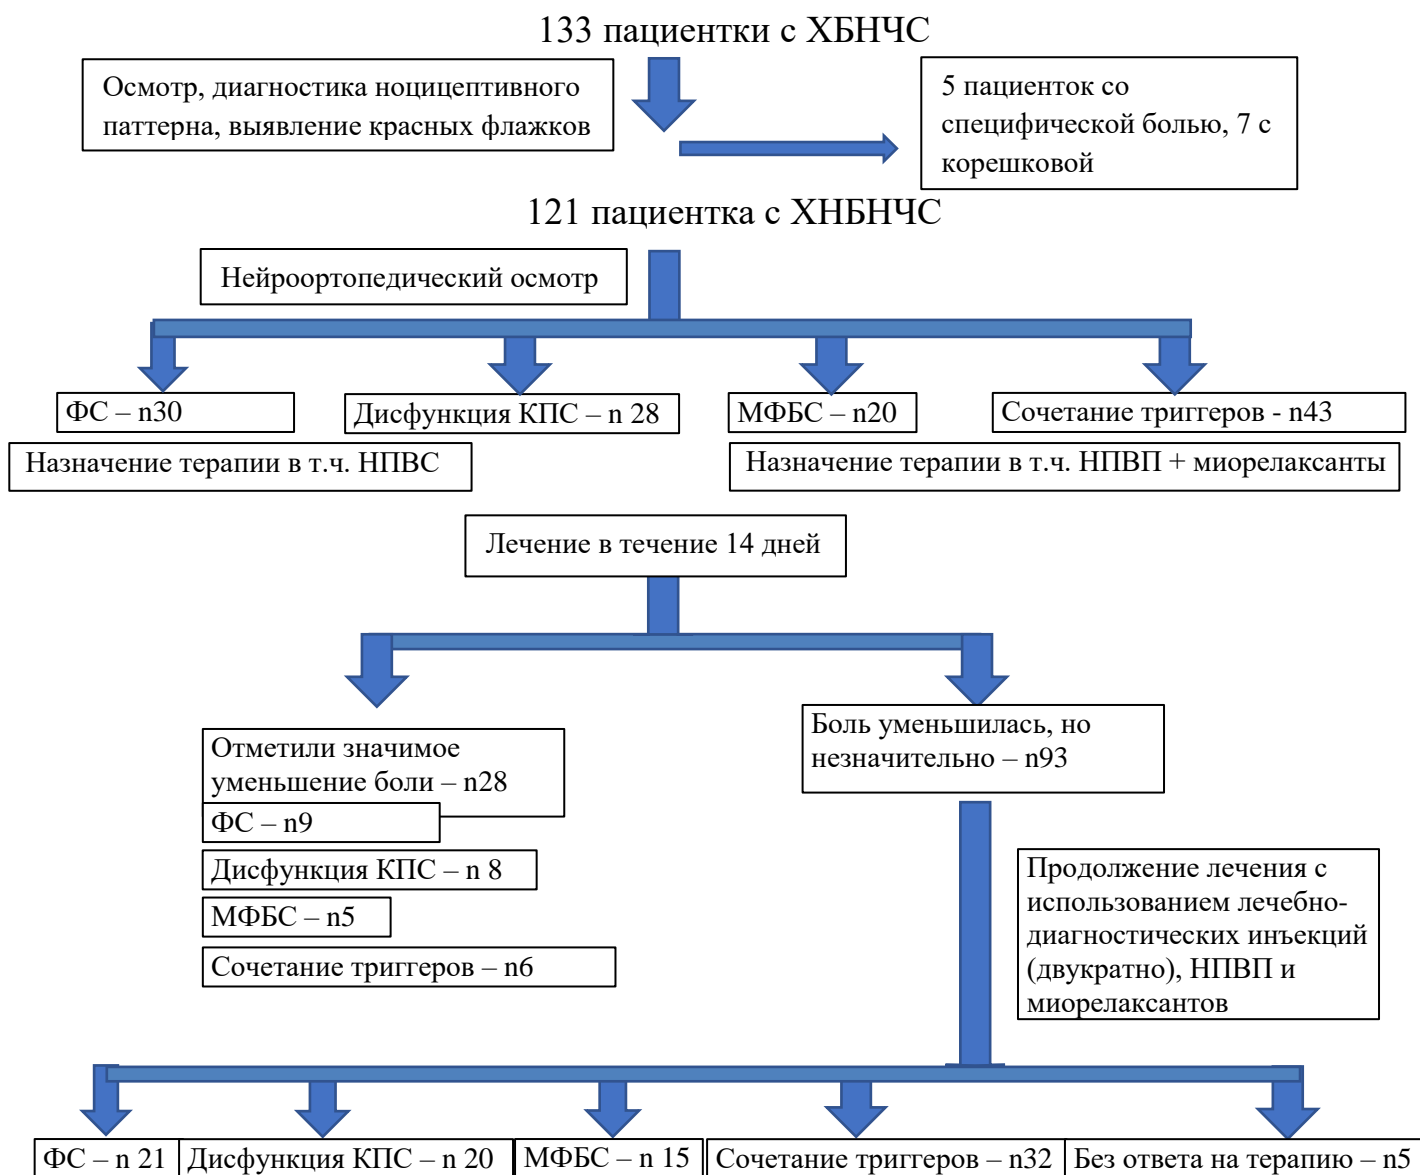 133 пациентки с ХБНЧС
Осмотр, диагностика ноцицептивного
паттерна, выявление красных флажков
5 пациенток со
специфической болью, 7 с
корешковой
121 пациентка с ХНБНЧС
Нейроортопедический осмотр
ФС – n30
Дисфункция КПС – n 28
МФБС – n20
Сочетание триггеров - n43
Назначение терапии в т.ч. НПВС
Назначение терапии в т.ч. НПВП + миорелаксанты
Лечение в течение 14 дней
Отметили значимое
уменьшение боли – n28
ФС – n9
Дисфункция КПС – n 8
МФБС – n5
Сочетание триггеров – n6
Боль уменьшилась, но
незначительно – n93
Продолжение лечения с
использованием лечебно-
диагностических инъекций
(двукратно), НПВП и
миорелаксантов
ФС – n 21
Дисфункция КПС – n 20
МФБС – n 15
Сочетание триггеров – n32
Без ответа на терапию – n5